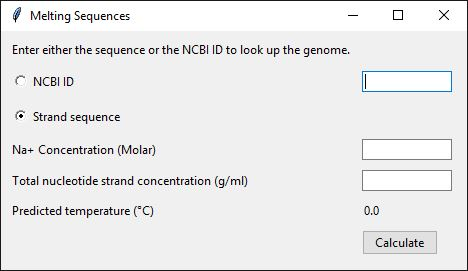 Melting Sequences
Enter either the sequence or the NCBI ID to look up the genome.
NCBI ID
Strand sequence
Na+ Concentration (Molar)
Total nucleotide strand concentration (g/ml)
Predicted temperature (°C) 0.0
Calculate